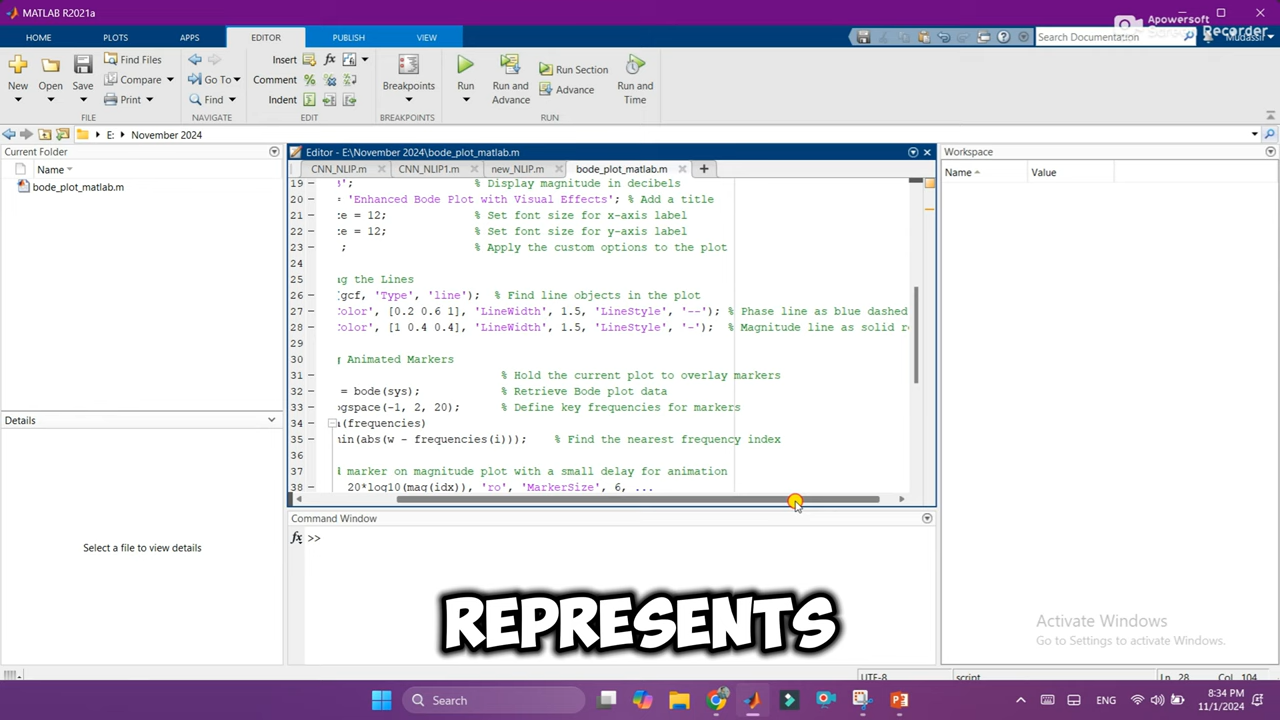 MATLAB R2021a
Apowersoft
Screen Recorder
HOME PLOTS APPS EDITOR PUBLISH VIEW
Search Documentation
New Open Save
Find Files
Compare
Print
FILE
Go To
Find
NAVIGATE
Insert
Comment
Indent
EDIT
Breakpoints
BREAKPOINTS
Run
Run and Advance
Run Section
Advance
Run and Time
RUN
E: November 2024
Current Folder
Name
bode_plot_matlab.m
Details
Select a file to view details
Editor - E:\November 2024\bode_plot_matlab.m
CNN_NLIP.m CNN_NLIP1.m new_NLIP.m bode_plot_matlab.m
19 3'; % Display magnitude in decibels
20 = 'Enhanced Bode Plot with Visual Effects'; % Add a title
21 ze = 12; % Set font size for x-axis label
22 ze = 12; % Set font size for y-axis label
23 ; % Apply the custom options to the plot
24
25 ng the Lines
26 (gcf, 'Type', 'line'); % Find line objects in the plot
27 Color', [0.2 0.6 1], 'LineWidth', 1.5, 'LineStyle', '--'); % Phase line as blue dashed
28 Color', [1 0.4 0.4], 'LineWidth', 1.5, 'LineStyle', '-'); % Magnitude line as solid r
29
30 g Animated Markers
31 % Hold the current plot to overlay markers
32 = bode(sys); % Retrieve Bode plot data
33 ogspace(-1, 2, 20); % Define key frequencies for markers
34 h(frequencies)
35 min(abs(w - frequencies(i))); % Find the nearest frequency index
36
37 d marker on magnitude plot with a small delay for animation
38 20*log10(mag(idx)), 'ro', 'MarkerSize', 6, ...
Command Window
fx >>
Workspace
Name Value
REPRESENTS
Activate Windows
Go to Settings to activate Windows.
UTF-8 script Ln 28 Col 104
Search
ENG
8:34 PM
11/1/2024